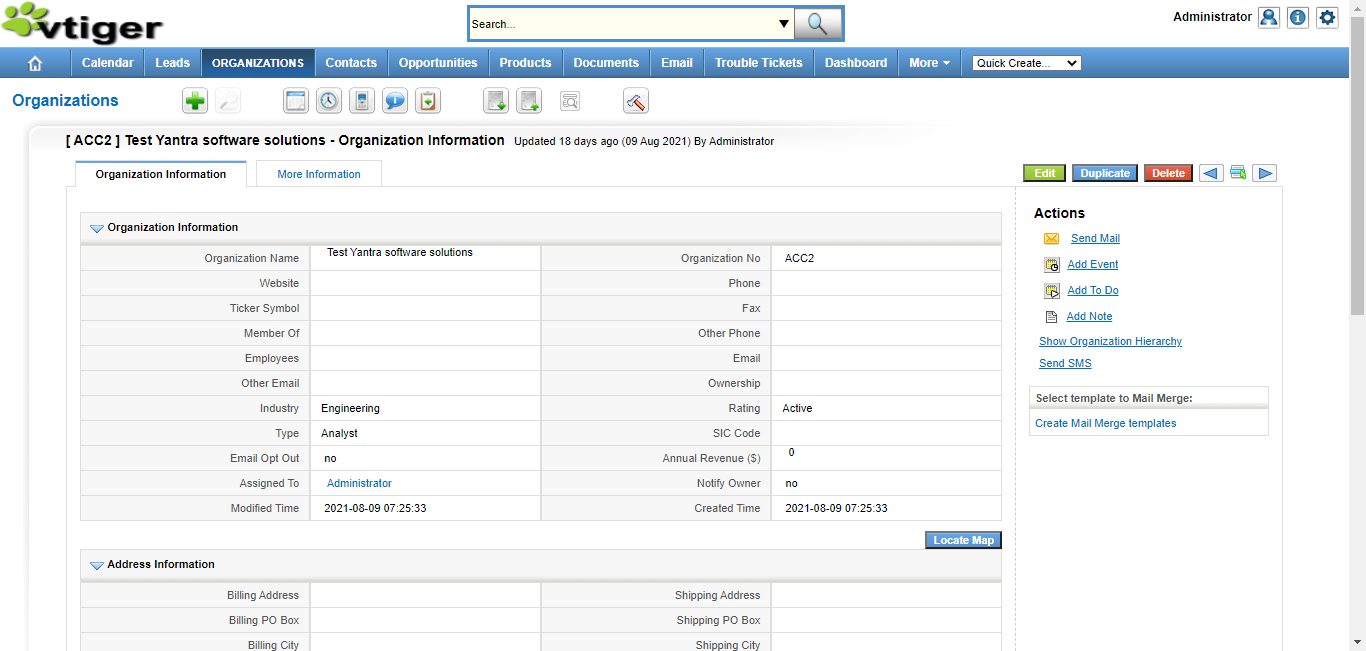 vtiger
Search...
Administrator
Calendar Leads ORGANIZATIONS Contacts Opportunities Products Documents Email Trouble Tickets Dashboard More Quick Create...
Organizations
[ ACC2 ] Test Yantra software solutions - Organization Information Updated 18 days ago (09 Aug 2021) By Administrator
Organization Information More Information
Edit Duplicate Delete
Organization Information
Organization Name Test Yantra software solutions Organization No ACC2
Website Phone
Ticker Symbol Fax
Member Of Other Phone
Employees Email
Other Email Ownership
Industry Engineering Rating Active
Type Analyst SIC Code
Email Opt Out no Annual Revenue ($) 0
Assigned To Administrator Notify Owner no
Modified Time 2021-08-09 07:25:33 Created Time 2021-08-09 07:25:33
Locate Map
Address Information
Billing Address Shipping Address
Billing PO Box Shipping PO Box
Billing City Shipping City
Actions
Send Mail
Add Event
Add To Do
Add Note
Show Organization Hierarchy
Send SMS
Select template to Mail Merge:
Create Mail Merge templates